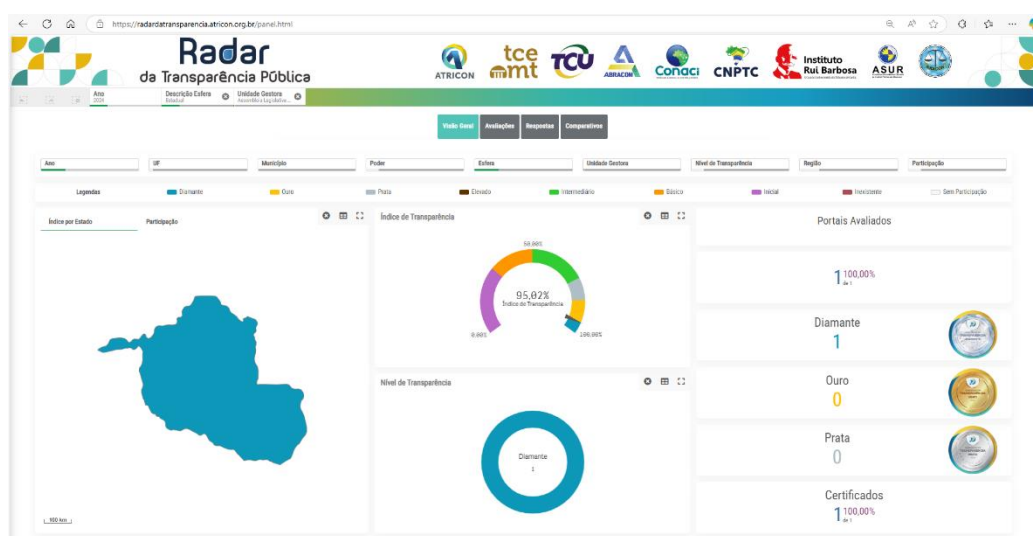 https://radardatransparencia.atricon.org.br/panel.html
Radar
da Transparência Pública
ATRICON
tce
mt
TCU
ABRACOM
Conaci
CNPTC
Instituto
Rui Barbosa
ASUR
Ano
2024
Descrição Esfera
Estadual
Unidade Gestora
Assembleia Legislativa...
Visão Geral
Avaliações
Respostas
Comparativos
Ano
UF
Município
Poder
Esfera
Unidade Gestora
Nível de Transparência
Região
Participação
Legendas
Diamante
Ouro
Prata
Elevado
Intermediário
Básico
Inicial
Inexistente
Sem Participação
Índice por Estado
Participação
100 km
Índice de Transparência
50,00%
95,02%
Índice de Transparência
0,00%
100,00%
Nível de Transparência
Diamante
1
Portais Avaliados
1 100,00%
de 1
Diamante
1
Ouro
0
Prata
0
Certificados
1 100,00%
de 1